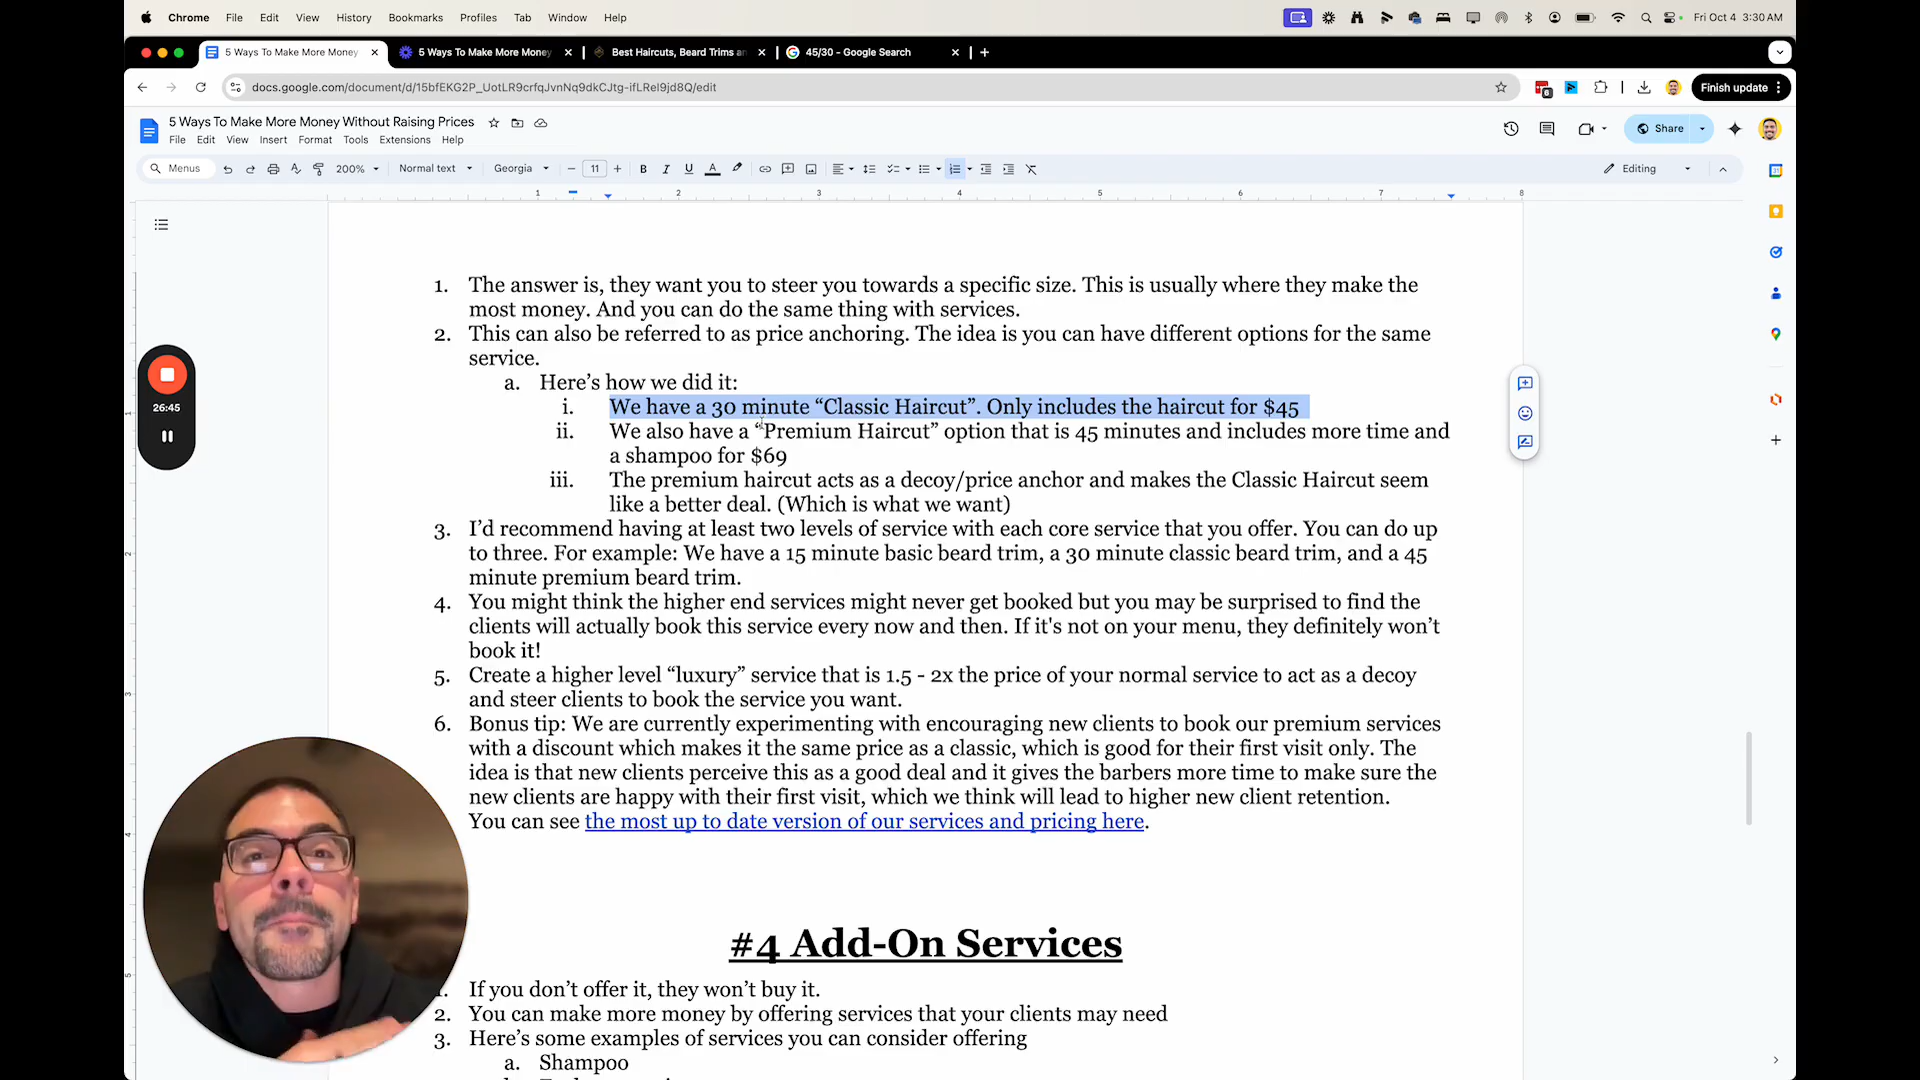 Chrome File Edit View History Bookmarks Profiles Tab Window Help Fri Oct 4 3:30 AM
5 Ways To Make More Money 5 Ways To Make More Money Best Haircuts, Beard Trims ar 45/30 - Google Search
docs.google.com/document/d/15bfEKG2P_UotLR9crfqJvnNq9dkCJtg-ifLRel9jd8Q/edit 6 Finish update
5 Ways To Make More Money Without Raising Prices
File Edit View Insert Format Tools Extensions Help
Share
Menus 200% Normal text Georgia 11 B I U A Editing
1 2 3 4 5 6 7 8
1. The answer is, they want you to steer you towards a specific size. This is usually where they make the
most money. And you can do the same thing with services.
2. This can also be referred to as price anchoring. The idea is you can have different options for the same
service.
a. Here’s how we did it:
i. We have a 30 minute “Classic Haircut”. Only includes the haircut for $45
ii. We also have a “Premium Haircut” option that is 45 minutes and includes more time and
a shampoo for $69
iii. The premium haircut acts as a decoy/price anchor and makes the Classic Haircut seem
like a better deal. (Which is what we want)
3. I’d recommend having at least two levels of service with each core service that you offer. You can do up
to three. For example: We have a 15 minute basic beard trim, a 30 minute classic beard trim, and a 45
minute premium beard trim.
4. You might think the higher end services might never get booked but you may be surprised to find the
clients will actually book this service every now and then. If it's not on your menu, they definitely won’t
book it!
5. Create a higher level “luxury” service that is 1.5 - 2x the price of your normal service to act as a decoy
and steer clients to book the service you want.
6. Bonus tip: We are currently experimenting with encouraging new clients to book our premium services
with a discount which makes it the same price as a classic, which is good for their first visit only. The
idea is that new clients perceive this as a good deal and it gives the barbers more time to make sure the
new clients are happy with their first visit, which we think will lead to higher new client retention.
You can see the most up to date version of our services and pricing here.
26:45
#4 Add-On Services
If you don’t offer it, they won’t buy it.
2. You can make more money by offering services that your clients may need
3. Here’s some examples of services you can consider offering
a. Shampoo